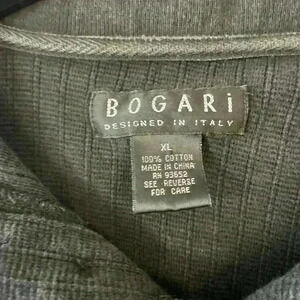 BOGARi
DESIGNED IN ITALY
XL
100% COTTON
MADE IN CHINA
RN 93652
SEE REVERSE
FOR CARE